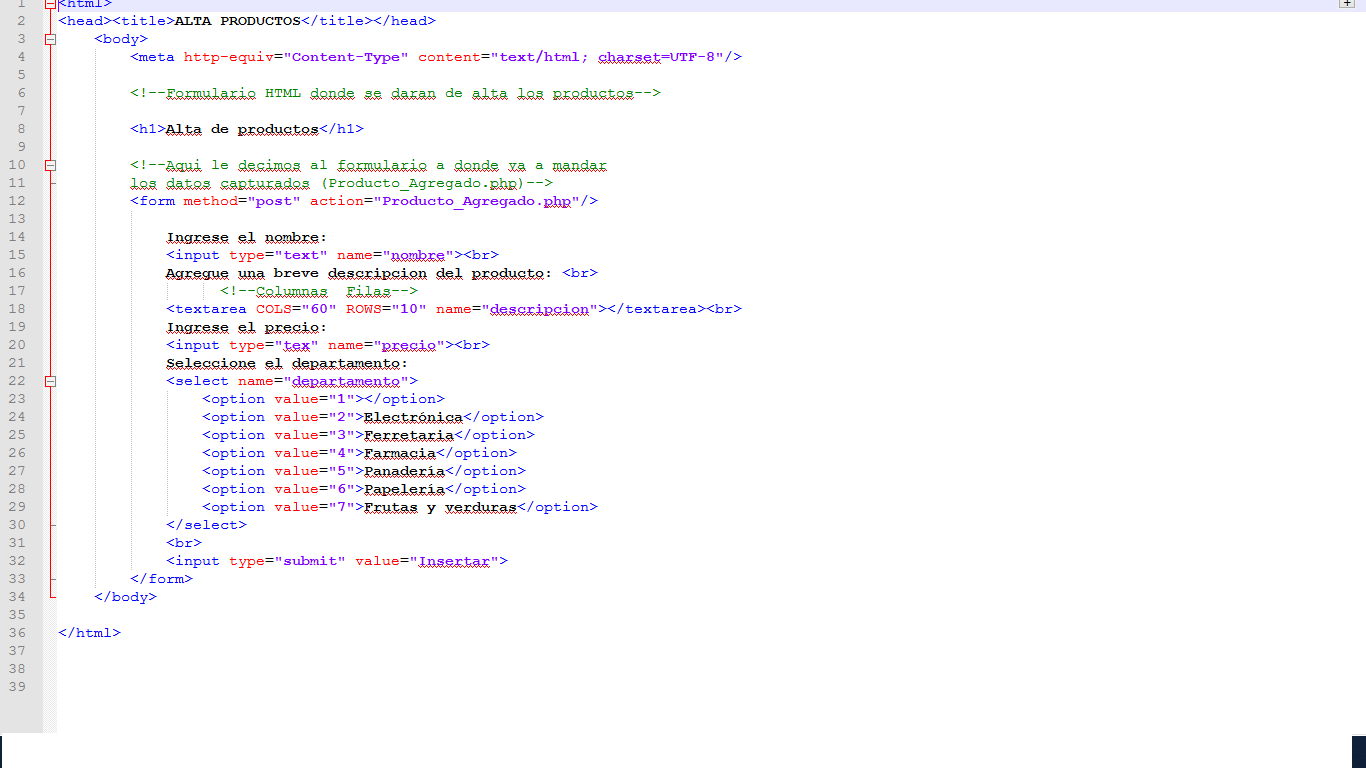 1 <html>
2 <head><title>ALTA PRODUCTOS</title></head>
3 <body>
4 <meta http-equiv="Content-Type" content="text/html; charset=UTF-8"/>
5
6 <!--Formulario HTML donde se daran de alta los productos-->
7
8 <h1>Alta de productos</h1>
9
10 <!--Aqui le decimos al formulario a donde va a mandar
11 los datos capturados (Producto_Agregado.php)-->
12 <form method="post" action="Producto_Agregado.php"/>
13
14 Ingrese el nombre:
15 <input type="text" name="nombre"><br>
16 Agregue una breve descripcion del producto: <br>
17 <!--Columnas  Filas-->
18 <textarea COLS="60" ROWS="10" name="descripcion"></textarea><br>
19 Ingrese el precio:
20 <input type="tex" name="precio"><br>
21 Seleccione el departamento:
22 <select name="departamento">
23 <option value="1"></option>
24 <option value="2">Electrónica</option>
25 <option value="3">Ferretaria</option>
26 <option value="4">Farmacia</option>
27 <option value="5">Panadería</option>
28 <option value="6">Papelería</option>
29 <option value="7">Frutas y verduras</option>
30 </select>
31 <br>
32 <input type="submit" value="Insertar">
33 </form>
34 </body>
35
36 </html>
37
38
39